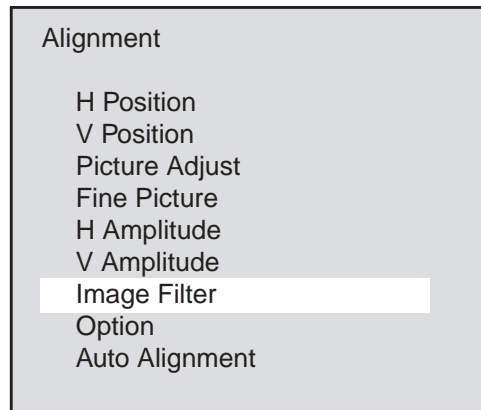 Alignment
H Position
V Position
Picture Adjust
Fine Picture
H Amplitude
V Amplitude
Image Filter
Option
Auto Alignment